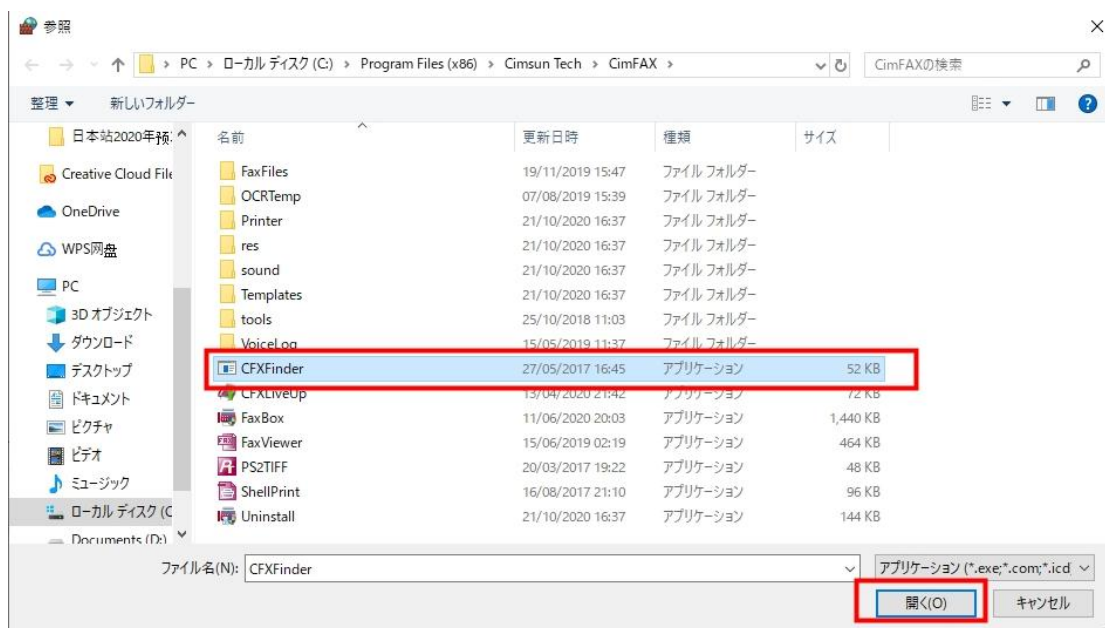 参照
PC > ローカル ディスク (C:) > Program Files (x86) > Cimsun Tech > CimFAX >
CimFAXの検索
整理
新しいフォルダー
日本站2020年预
Creative Cloud File
OneDrive
WPS网盘
PC
3D オブジェクト
ダウンロード
デスクトップ
ドキュメント
ピクチャ
ビデオ
ミュージック
ローカル ディスク (C
Documents (D:)
名前 更新日時 種類 サイズ
FaxFiles 19/11/2019 15:47 ファイル フォルダー
OCRTemp 07/08/2019 15:39 ファイル フォルダー
Printer 21/10/2020 16:37 ファイル フォルダー
res 21/10/2020 16:37 ファイル フォルダー
sound 21/10/2020 16:37 ファイル フォルダー
Templates 21/10/2020 16:37 ファイル フォルダー
tools 25/10/2018 11:03 ファイル フォルダー
VoiceLog 15/05/2019 11:37 ファイル フォルダー
CFXFinder 27/05/2017 16:45 アプリケーション 52 KB
CFXLiveUp 13/04/2020 21:42 アプリケーション 72 KB
FaxBox 11/06/2020 20:03 アプリケーション 1,440 KB
FaxViewer 15/06/2019 02:19 アプリケーション 464 KB
PS2TIFF 20/03/2017 19:22 アプリケーション 48 KB
ShellPrint 16/08/2017 21:10 アプリケーション 96 KB
Uninstall 21/10/2020 16:37 アプリケーション 144 KB
ファイル名(N): CFXFinder
アプリケーション (*.exe;*.com;*.icd
開く(O)
キャンセル